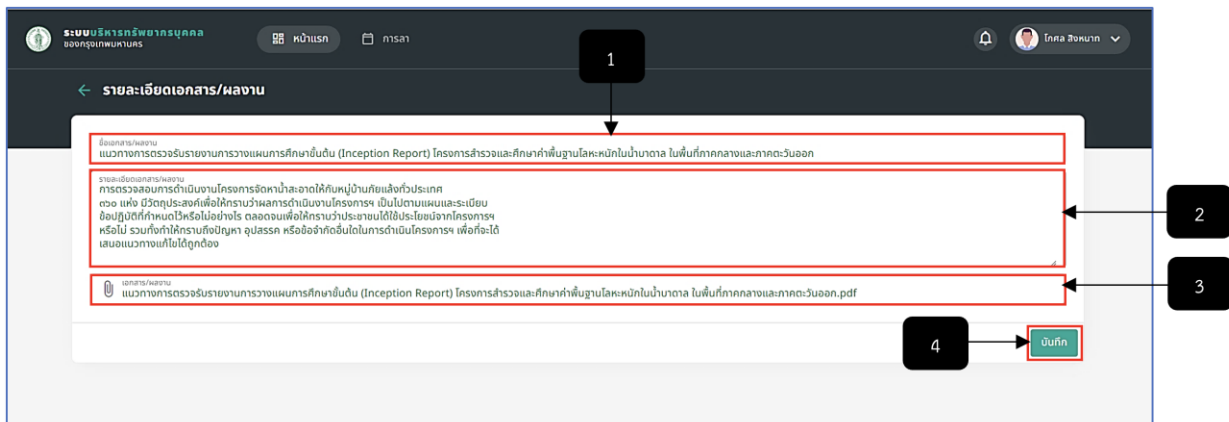 ระบบบริหารทรัพยากรบุคคล
ของกรุงเทพมหานคร
หน้าแรก
การลา
โกศล สิงหนาท
1
รายละเอียดเอกสาร/ผลงาน
ชื่อเอกสาร/ผลงาน
แนวทางการตรวจรับรายงานการวางแผนการศึกษาขั้นต้น (Inception Report) โครงการสำรวจและศึกษาค่าพื้นฐานโลหะหนักในน้ำบาดาล ในพื้นที่ภาคกลางและภาคตะวันออก
รายละเอียดเอกสาร/ผลงาน
การตรวจสอบการดำเนินงานโครงการจัดหาน้ำสะอาดให้กับหมู่บ้านภัยแล้งทั่วประเทศ
๓๖๐ แห่ง มีวัตถุประสงค์เพื่อให้ทราบว่าผลการดำเนินงานโครงการฯ เป็นไปตามแผนและระเบียบ
ข้อปฏิบัติที่กำหนดไว้หรือไม่อย่างไร ตลอดจนเพื่อให้ทราบว่าประชาชนได้ใช้ประโยชน์จากโครงการฯ
หรือไม่ รวมทั้งทำให้ทราบถึงปัญหา อุปสรรค หรือข้อจำกัดอื่นใดในการดำเนินโครงการฯ เพื่อที่จะได้
เสนอแนวทางแก้ไขได้ถูกต้อง
2
เอกสาร/ผลงาน
แนวทางการตรวจรับรายงานการวางแผนการศึกษาขั้นต้น (Inception Report) โครงการสำรวจและศึกษาค่าพื้นฐานโลหะหนักในน้ำบาดาล ในพื้นที่ภาคกลางและภาคตะวันออก.pdf
3
4
บันทึก